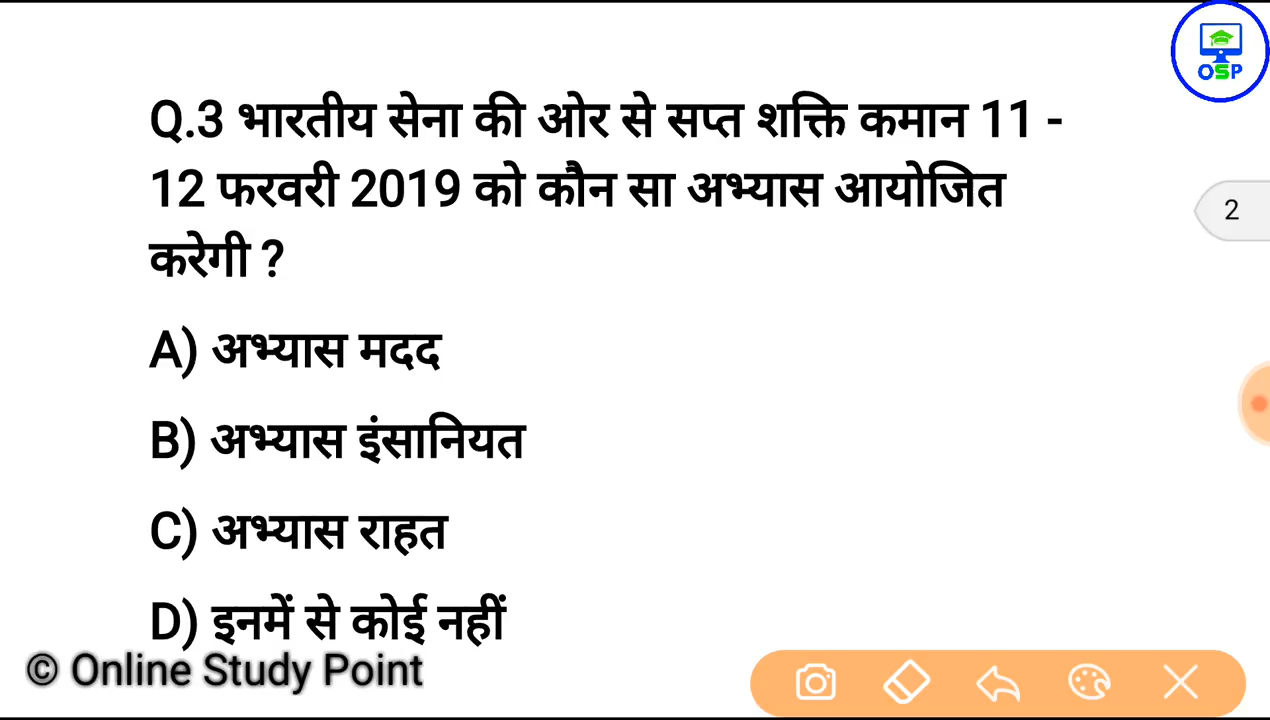 OSP
Q.3 भारतीय सेना की ओर से सप्त शक्ति कमान 11 -
12 फरवरी 2019 को कौन सा अभ्यास आयोजित
2
करेगी ?
A) अभ्यास मदद
B) अभ्यास इंसानियत
C) अभ्यास राहत
D) इनमें से कोई नहीं
© Online Study Point